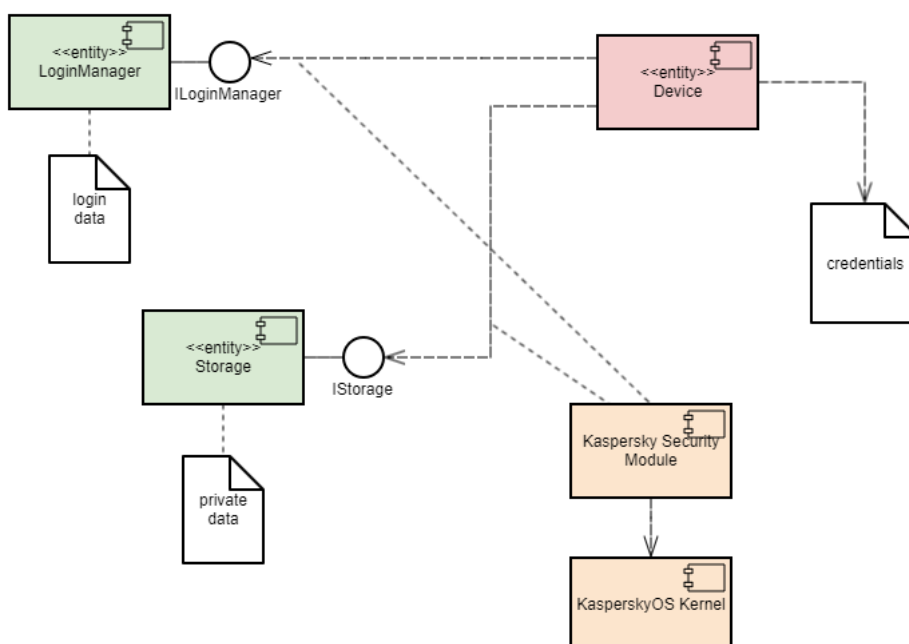 <<entity>>
LoginManager
ILoginManager
<<entity>>
Device
login
data
credentials
<<entity>>
Storage
IStorage
Kaspersky Security
Module
private
data
KasperskyOS Kernel